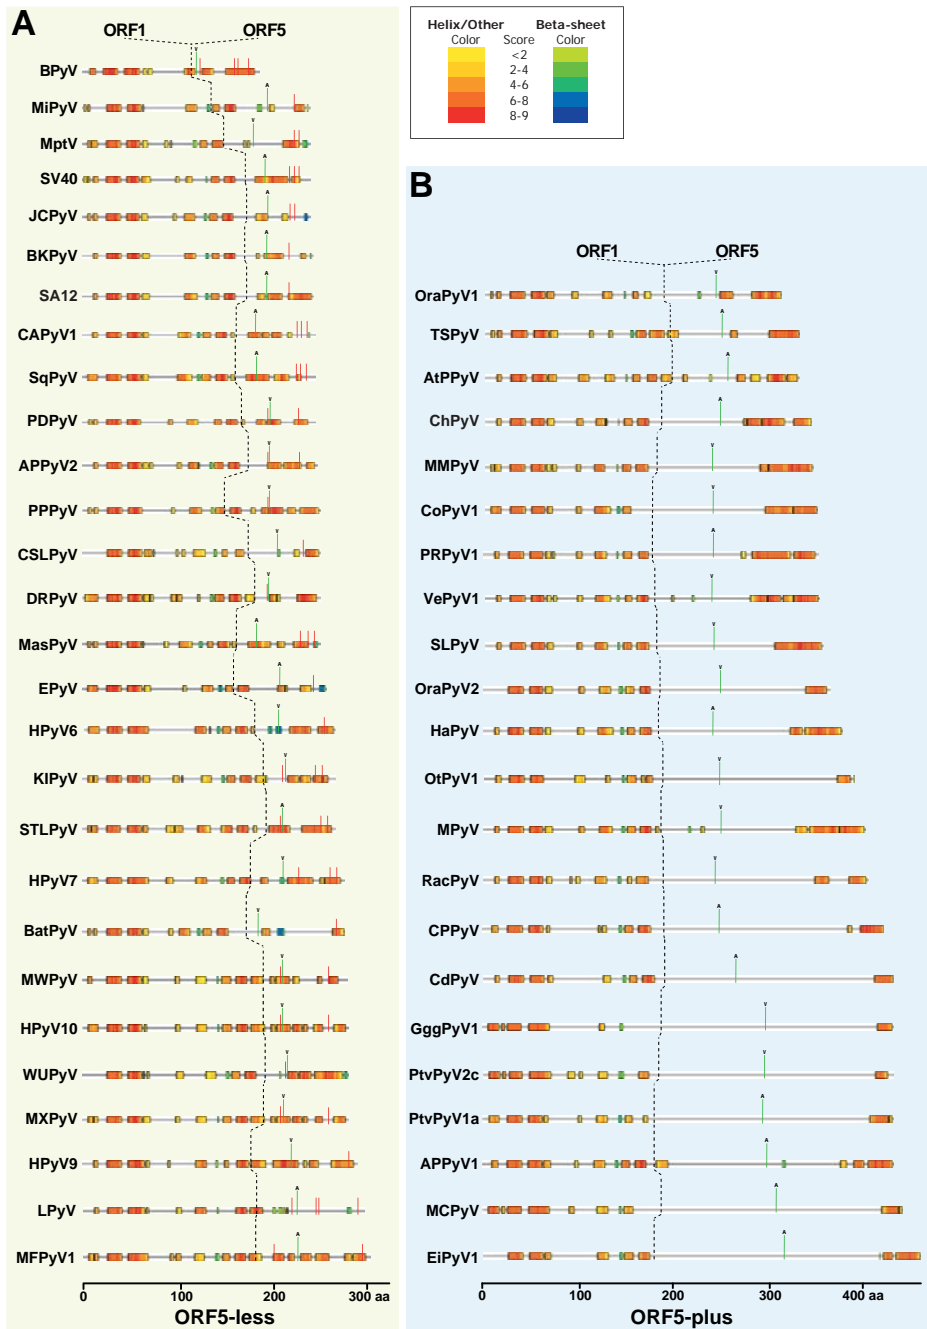 A
ORF1 ORF5
BPyV
MiPyV
MptV
SV40
JCPyV
BKPyV
SA12
CAPyV1
SqPyV
PDPyV
APPyV2
PPPyV
CSLPyV
DRPyV
MasPyV
EPyV
HPyV6
KIPyV
STLPyV
HPyV7
BatPyV
MWPyV
HPyV10
WUPyV
MXPyV
HPyV9
LPyV
MFPyV1
0 100 200 300 aa
ORF5-less
Helix/Other Beta-sheet
Color Score Color
<2
2-4
4-6
6-8
8-9
B
ORF1 ORF5
OraPyV1
TSPyV
AtPPyV
ChPyV
MMPyV
CoPyV1
PRPyV1
VePyV1
SLPyV
OraPyV2
HaPyV
OtPyV1
MPyV
RacPyV
CPPyV
CdPyV
GggPyV1
PtvPyV2c
PtvPyV1a
APPyV1
MCPyV
EiPyV1
0 100 200 300 400 aa
ORF5-plus